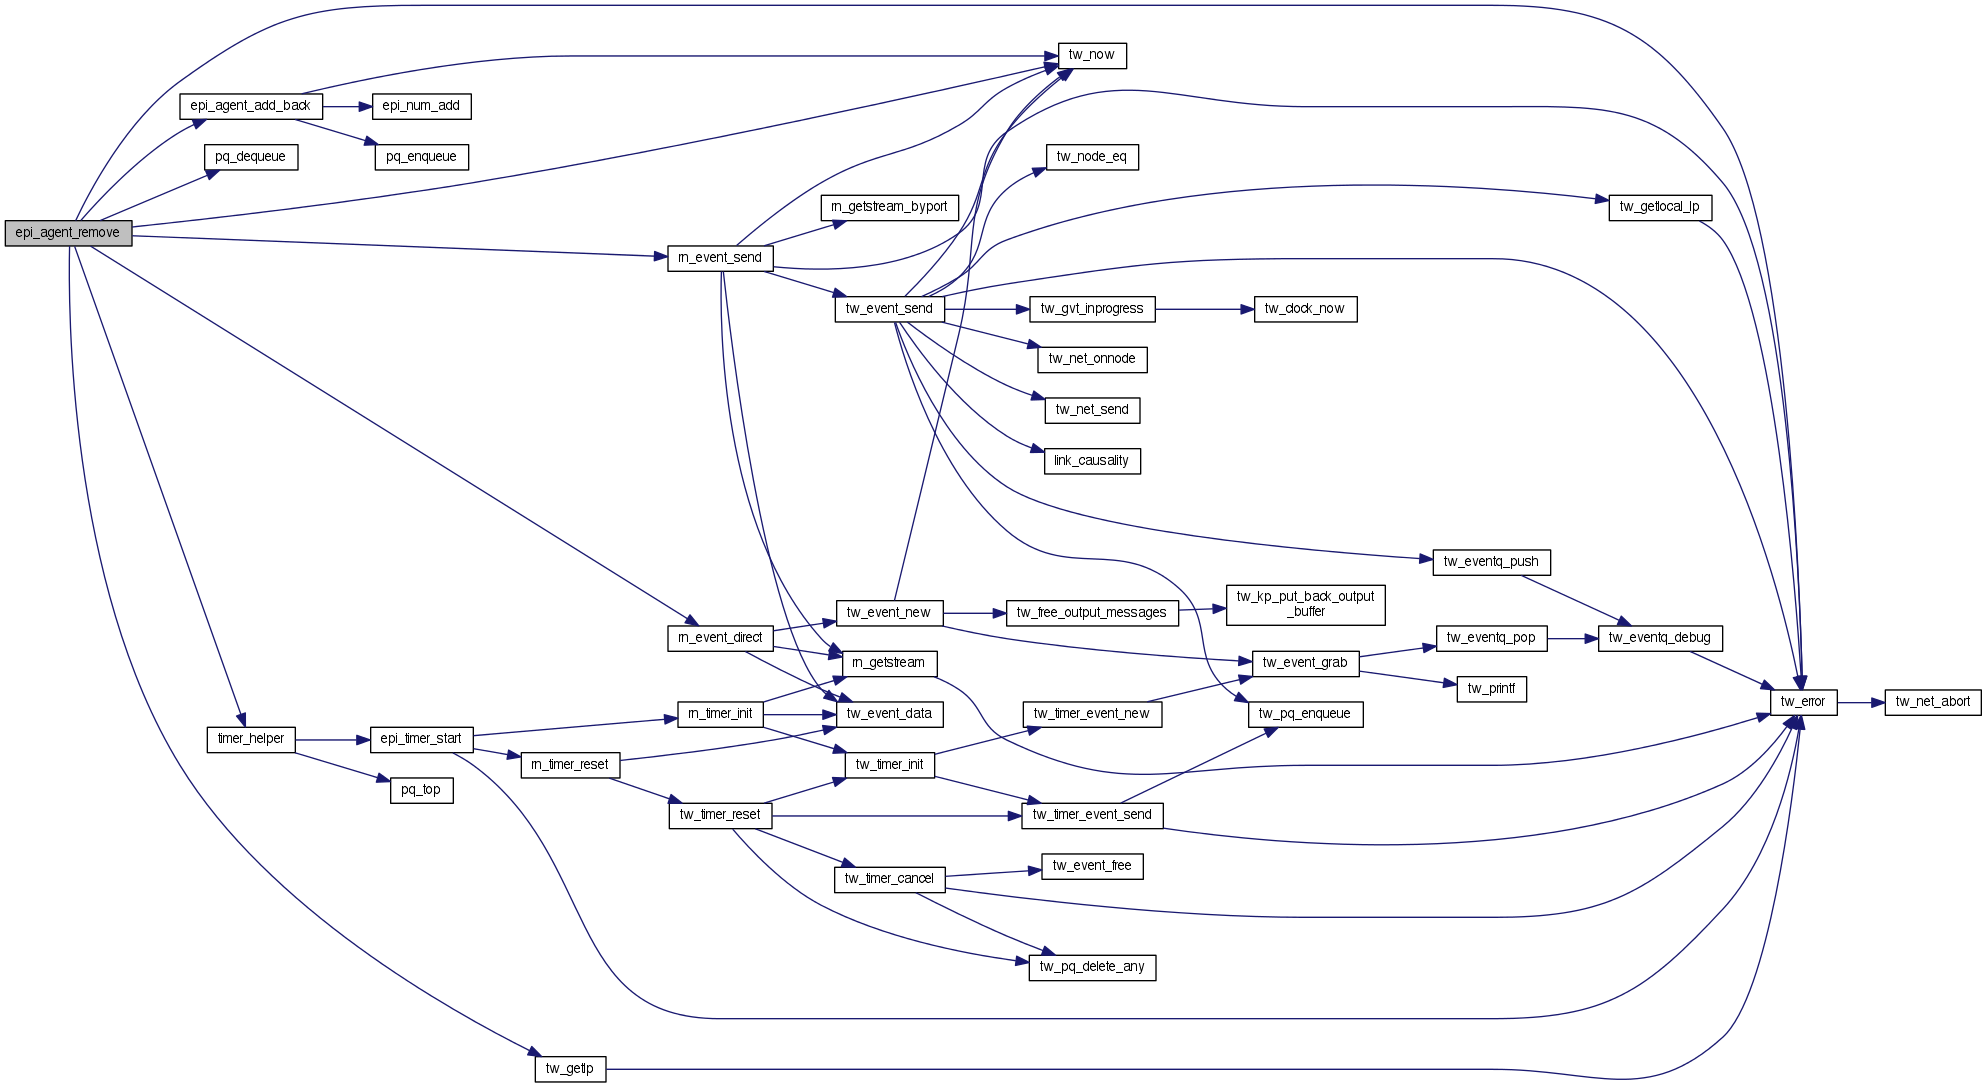 tw_now
epi_agent_add_back
epi_num_add
pq_dequeue
pq_enqueue
tw_node_eq
rn_getstream_byport
tw_getlocal_lp
epi_agent_remove
rn_event_send
tw_event_send
tw_gvt_inprogress
tw_clock_now
tw_net_onnode
tw_net_send
link_causality
tw_eventq_push
tw_kp_put_back_output
_buffer
tw_event_new
tw_free_output_messages
rn_event_direct
tw_eventq_pop
tw_eventq_debug
rn_getstream
tw_event_grab
tw_printf
tw_error
tw_net_abort
rn_timer_init
tw_event_data
tw_timer_event_new
tw_pq_enqueue
timer_helper
epi_timer_start
rn_timer_reset
tw_timer_init
pq_top
tw_timer_reset
tw_timer_event_send
tw_timer_cancel
tw_event_free
tw_pq_delete_any
tw_getlp